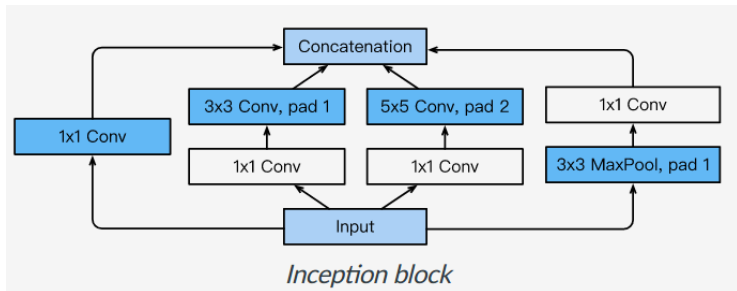 Concatenation
3x3 Conv, pad 1
5x5 Conv, pad 2
1x1 Conv
1x1 Conv
1x1 Conv
1x1 Conv
3x3 MaxPool, pad 1
Input
Inception block